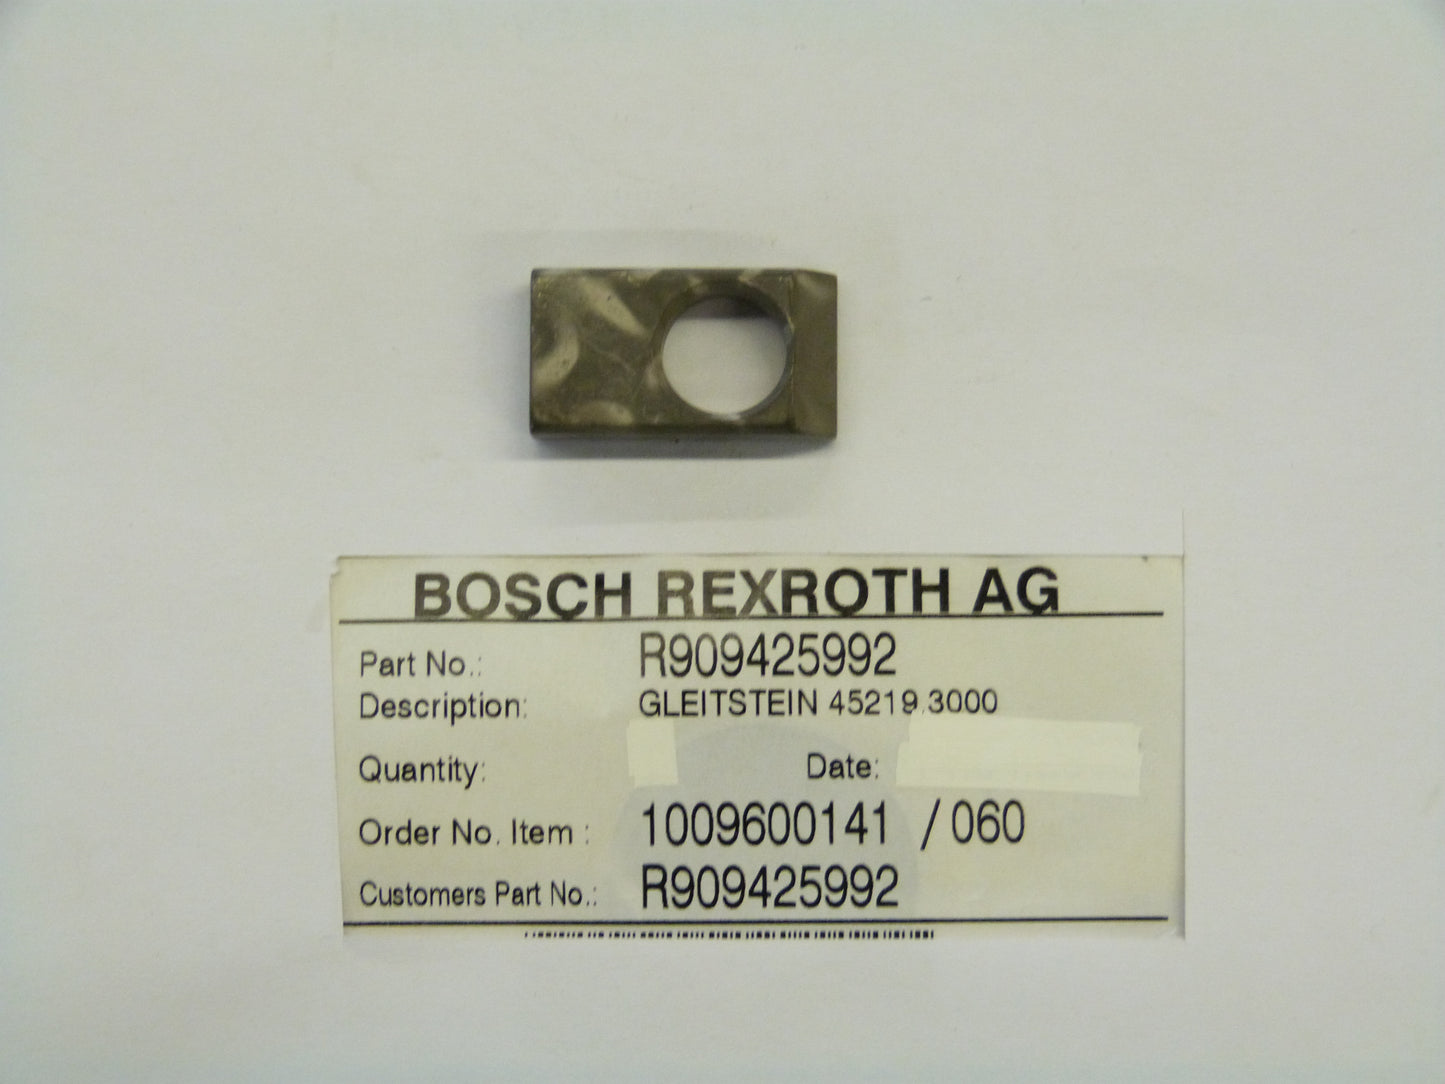 BOSCH REXROTH AG
Part No.: R909425992
Description: GLEITSTEIN 45219.3000
Quantity: Date:
Order No. Item : 1009600141 /060
Customers Part No.: R909425992